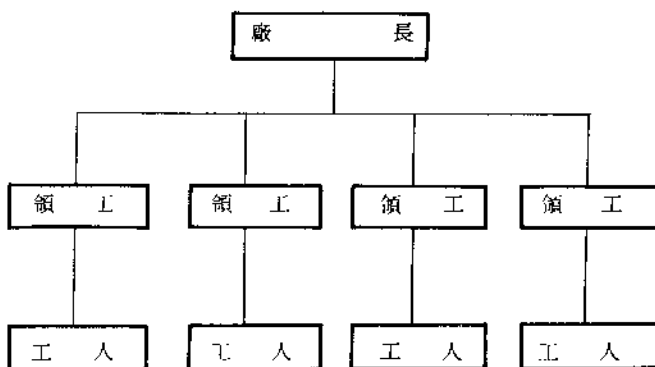 廠 長
領 工 領 工 領 工 領 工
工 人 工 人 工 人 工 人